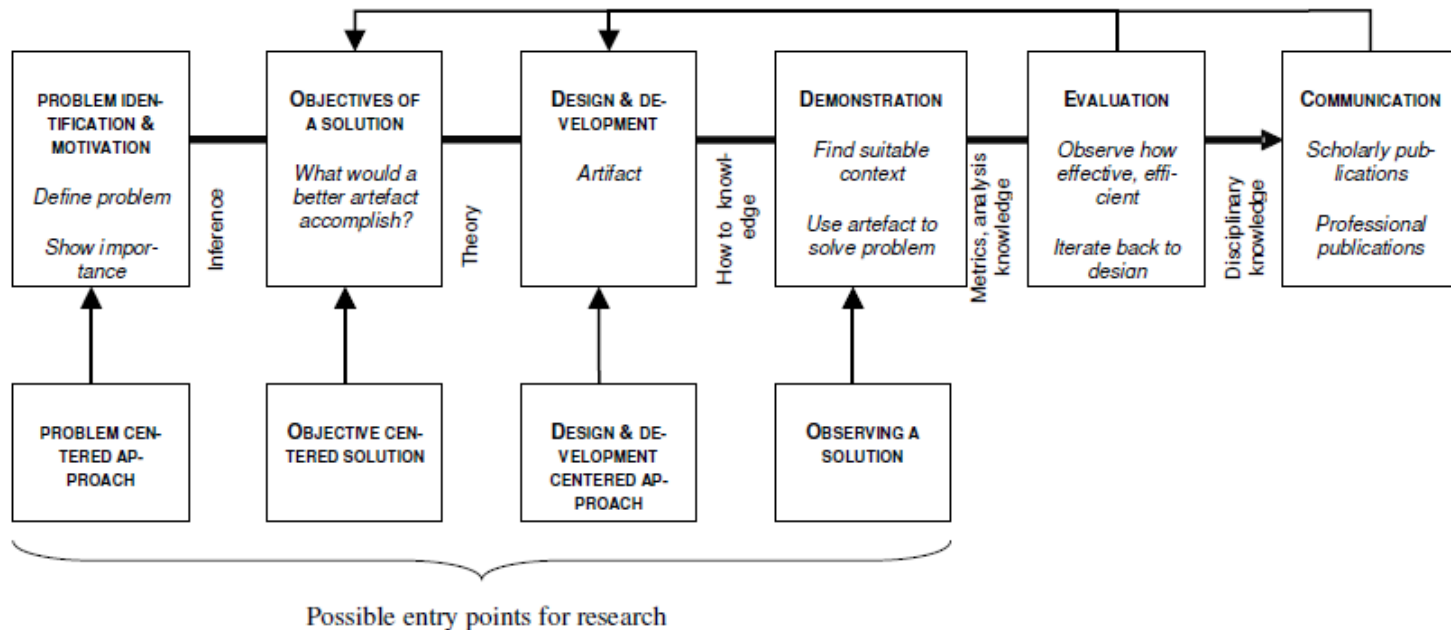 PROBLEM IDEN-
TIFICATION &
MOTIVATION
Define problem
Show impor-
tance
Inference
OBJECTIVES OF
A SOLUTION
What would a
better artefact
accomplish?
Theory
DESIGN & DE-
VELOPMENT
Artifact
How to knowl-
edge
DEMONSTRATION
Find suitable
context
Use artefact to
solve problem
Metrics, analysis
knowledge
EVALUATION
Observe how
effective, effi-
cient
Iterate back to
design
Disciplinary
knowledge
COMMUNICATION
Scholarly pub-
lications
Professional
publications
PROBLEM CEN-
TERED AP-
PROACH
OBJECTIVE CEN-
TERED SOLUTION
DESIGN & DE-
VELOPMENT
CENTERED AP-
PROACH
OBSERVING A
SOLUTION
Possible entry points for research